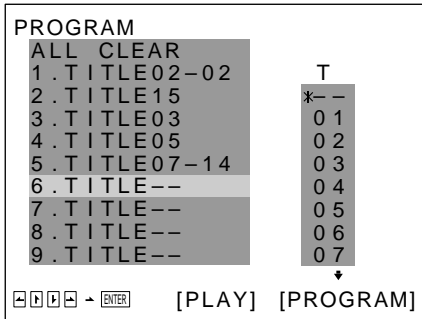 PROGRAM
ALL CLEAR
1.TITLE02–02
2.TITLE15
3.TITLE03
4.TITLE05
5.TITLE07–14
6.TITLE––
7.TITLE––
8.TITLE––
9.TITLE––
T
*––
01
02
03
04
05
06
07
ENTER [PLAY] [PROGRAM]